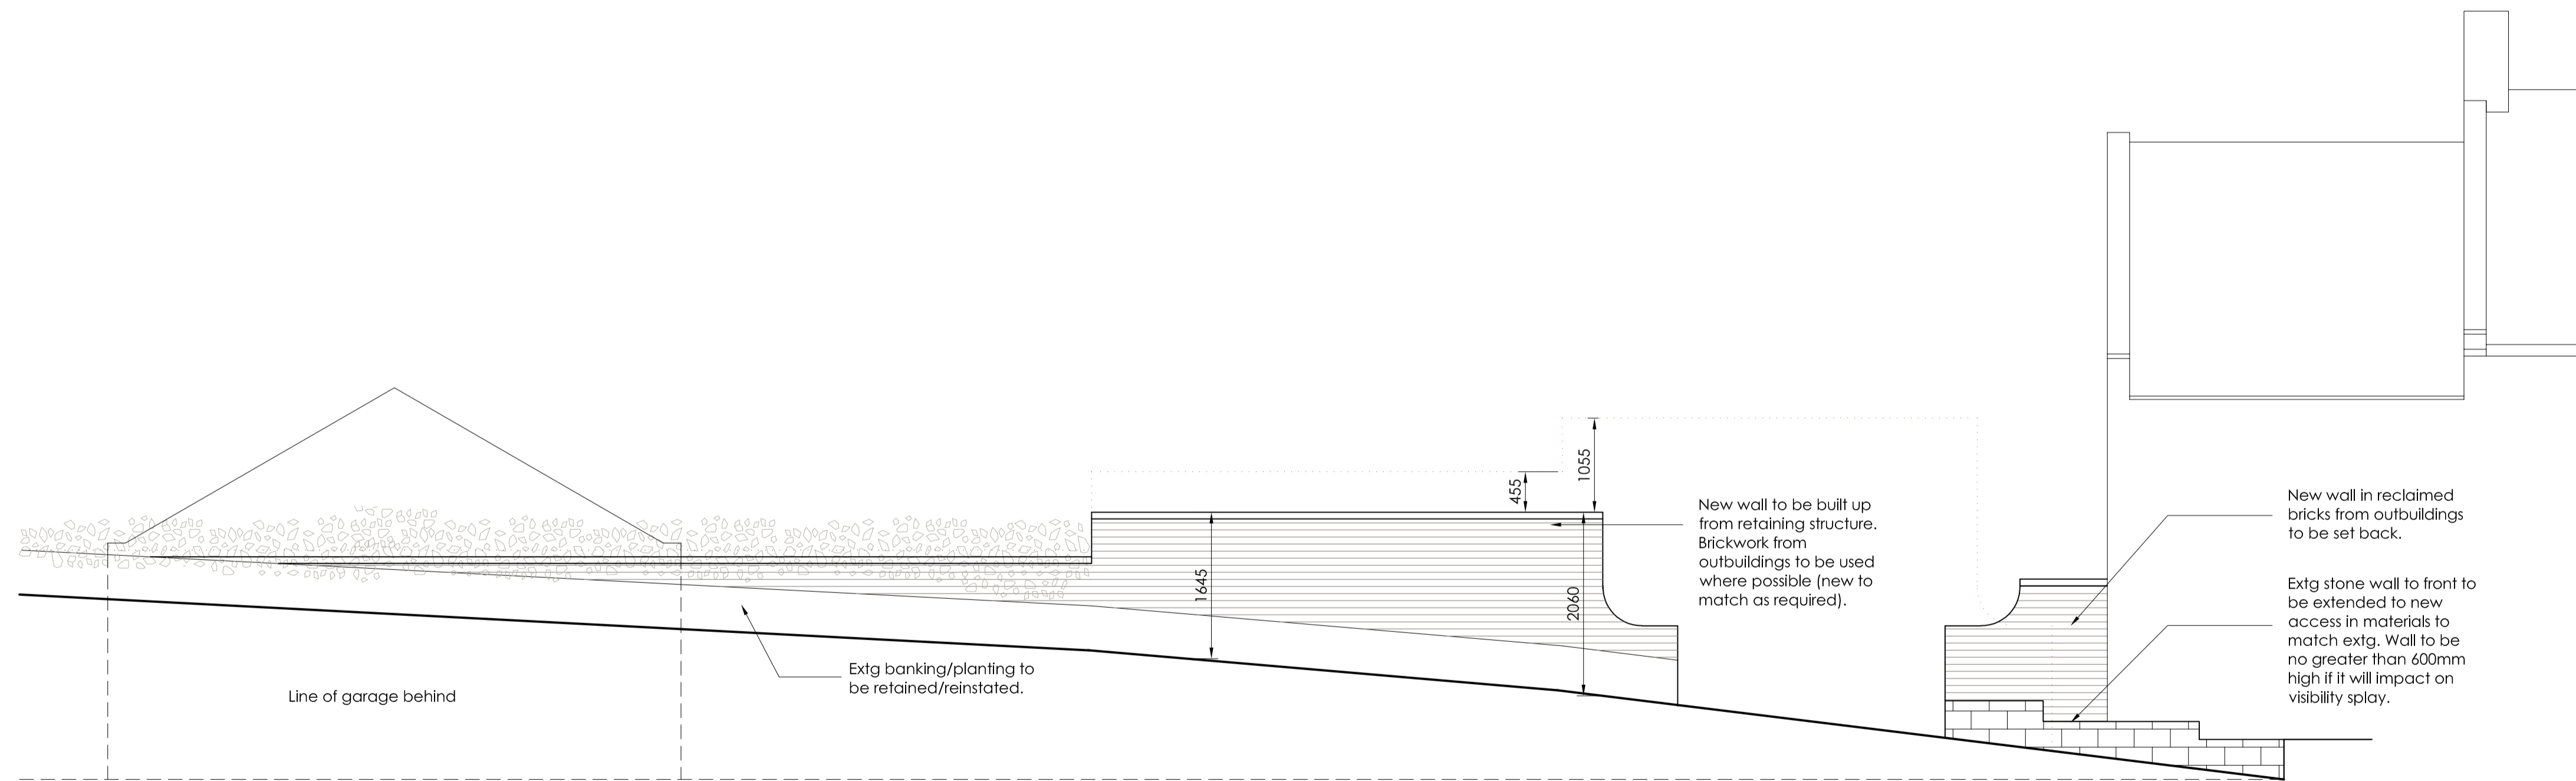 Line of garage behind
Extg banking/planting to
be retained/reinstated.
1645
455
1055
2060
New wall to be built up
from retaining structure.
Brickwork from
outbuildings to be used
where possible (new to
match as required).
New wall in reclaimed
bricks from outbuildings
to be set back.
Extg stone wall to front to
be extended to new
access in materials to
match extg. Wall to be
no greater than 600mm
high if it will impact on
visibility splay.